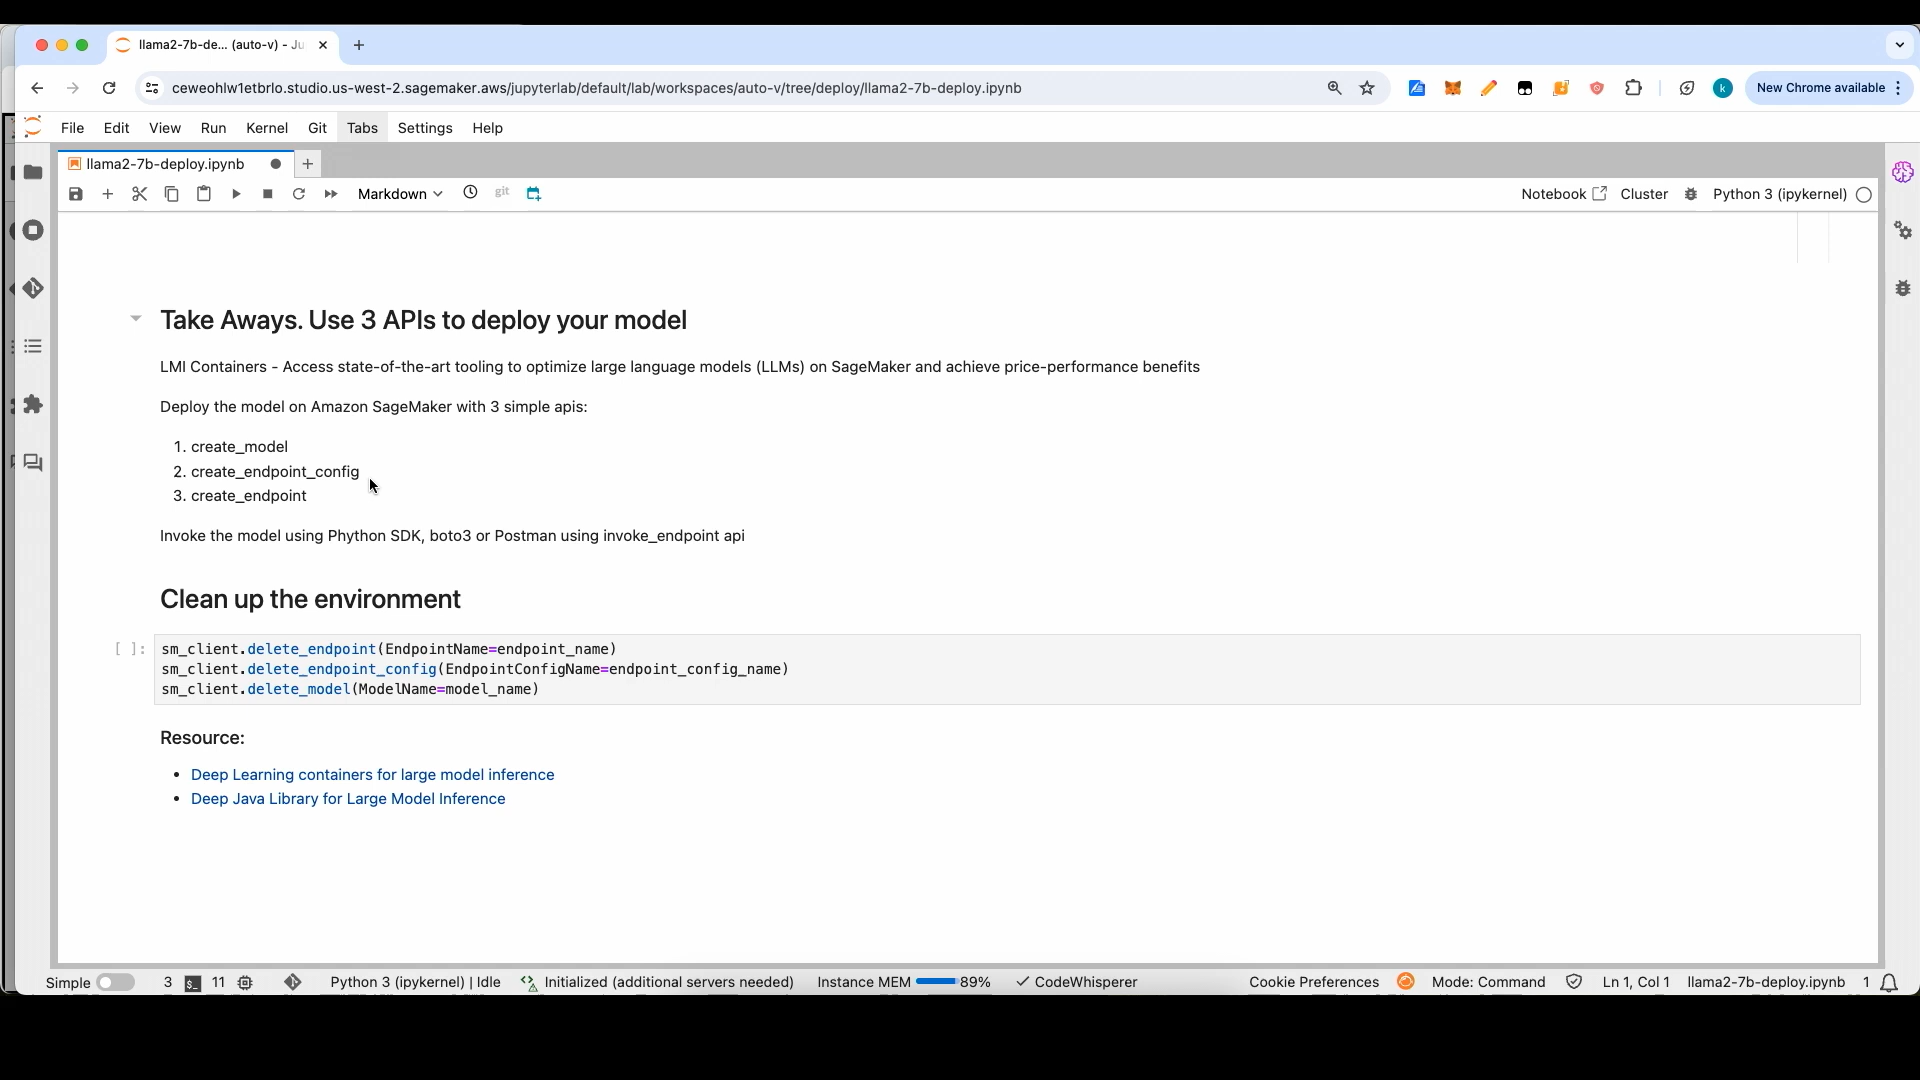 llama2-7b-de... (auto-v) - Ju
ceweohlw1etbrlo.studio.us-west-2.sagemaker.aws/jupyterlab/default/lab/workspaces/auto-v/tree/deploy/llama2-7b-deploy.ipynb
k
New Chrome available
File Edit View Run Kernel Git Tabs Settings Help
llama2-7b-deploy.ipynb
Markdown git Notebook Cluster Python 3 (ipykernel)
Take Aways. Use 3 APIs to deploy your model
LMI Containers - Access state-of-the-art tooling to optimize large language models (LLMs) on SageMaker and achieve price-performance benefits
Deploy the model on Amazon SageMaker with 3 simple apis:
1. create_model
2. create_endpoint_config
3. create_endpoint
Invoke the model using Phython SDK, boto3 or Postman using invoke_endpoint api
Clean up the environment
[ ]: sm_client.delete_endpoint(EndpointName=endpoint_name)
sm_client.delete_endpoint_config(EndpointConfigName=endpoint_config_name)
sm_client.delete_model(ModelName=model_name)
Resource:
• Deep Learning containers for large model inference
• Deep Java Library for Large Model Inference
Simple 3 11 Python 3 (ipykernel) | Idle Initialized (additional servers needed) Instance MEM 89% CodeWhisperer Cookie Preferences Mode: Command Ln 1, Col 1 llama2-7b-deploy.ipynb 1